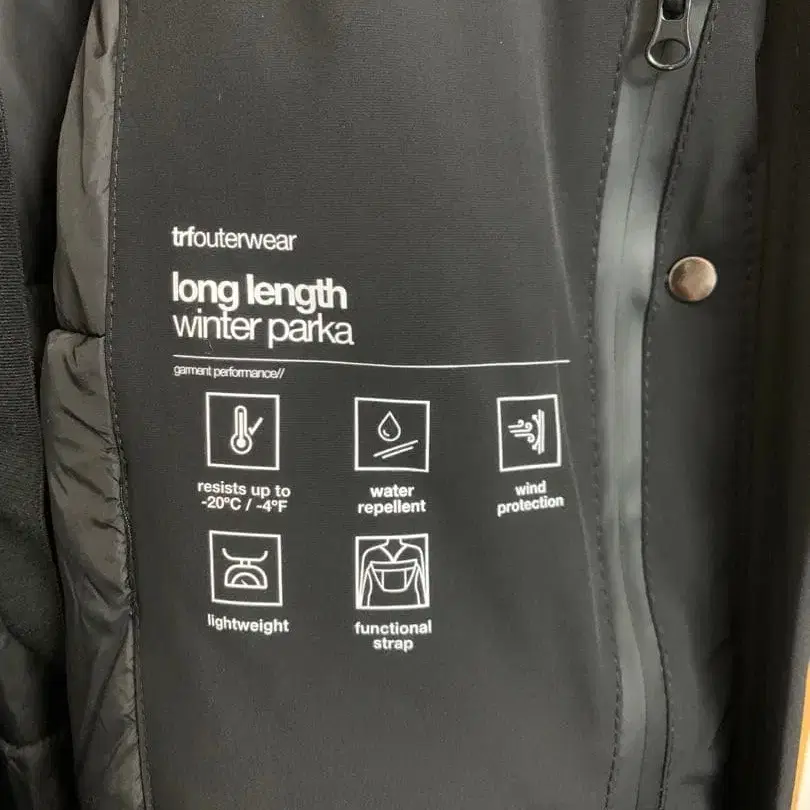 trfouterwear
long length
winter parka
garment performance//
resists up to
-20ºC / -4ºF
water
repellent
wind
protection
lightweight
functional
strap